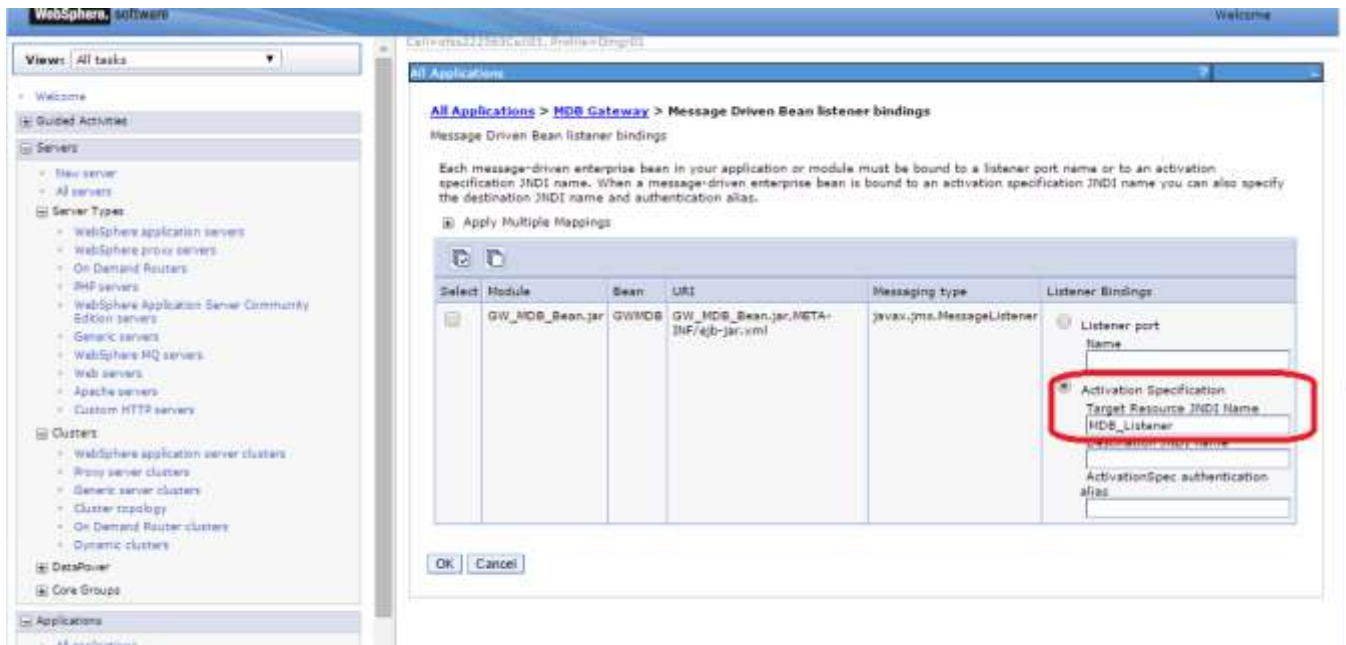 WebSphere. software
Welcome
View: All tasks
Welcome
Guided Activities
Servers
New server
All servers
Server Types
WebSphere application servers
WebSphere proxy servers
On Demand Routers
PHP servers
WebSphere Application Server Community
Edition servers
Generic servers
WebSphere MQ servers
Web servers
Apache servers
Custom HTTP servers
Clusters
WebSphere application server clusters
Proxy server clusters
Generic server clusters
Cluster topology
On Demand Router clusters
Dynamic clusters
DataPower
Core Groups
Applications
All applications
All Applications
?
All Applications > MDB Gateway > Message Driven Bean listener bindings
Message Driven Bean listener bindings
Each message-driven enterprise bean in your application or module must be bound to a listener port name or to an activation
specification JNDI name. When a message-driven enterprise bean is bound to an activation specification JNDI name you can also specify
the destination JNDI name and authentication alias.
Apply Multiple Mappings
Select Module Bean URI Messaging type Listener Bindings
GW_MDB_Bean.jar GWMDB GW_MDB_Bean.jar,META-
INF/ejb-jar.xml
javax.jms.MessageListener
Listener port
Name
Activation Specification
Target Resource JNDI Name
MDB_Listener
Destination JNDI name
ActivationSpec authentication
alias
OK Cancel